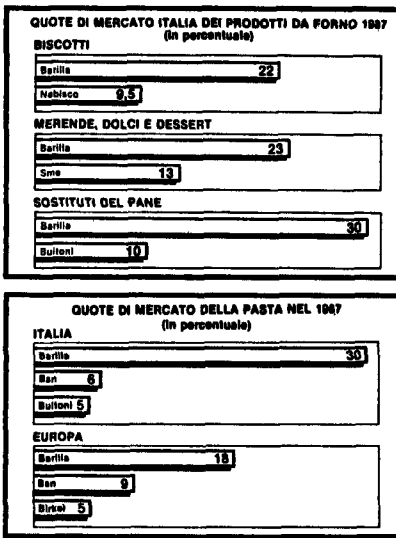 QUOTE DI MERCATO ITALIA DEI PRODOTTI DA FORNO 1987
(in percentuale)
BISCOTTI
Barilla 22
Nabisco 9,5
MERENDE, DOLCI E DESSERT
Barilla 23
Sme 13
SOSTITUTI DEL PANE
Barilla 30
Buitoni 10
QUOTE DI MERCATO DELLA PASTA NEL 1987
(in percentuale)
ITALIA
Barilla 30
Bsn 6
Buitoni 5
EUROPA
Barilla 18
Bsn 9
Birkel 5